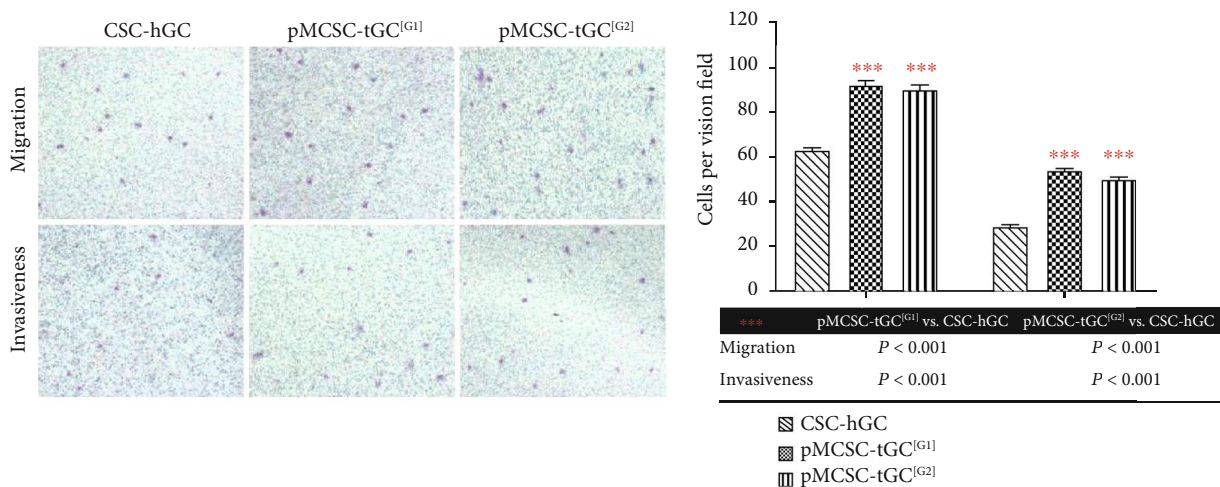 CSC-hGC pMCSC-tGC[G1] pMCSC-tGC[G2]
Migration
Invasiveness
Cells per vision field
120
100
80
60
40
20
0
*** *** *** ***
*** pMCSC-tGC[G1] vs. CSC-hGC pMCSC-tGC[G2] vs. CSC-hGC
Migration P < 0.001 P < 0.001
Invasiveness P < 0.001 P < 0.001
CSC-hGC
pMCSC-tGC[G1]
pMCSC-tGC[G2]